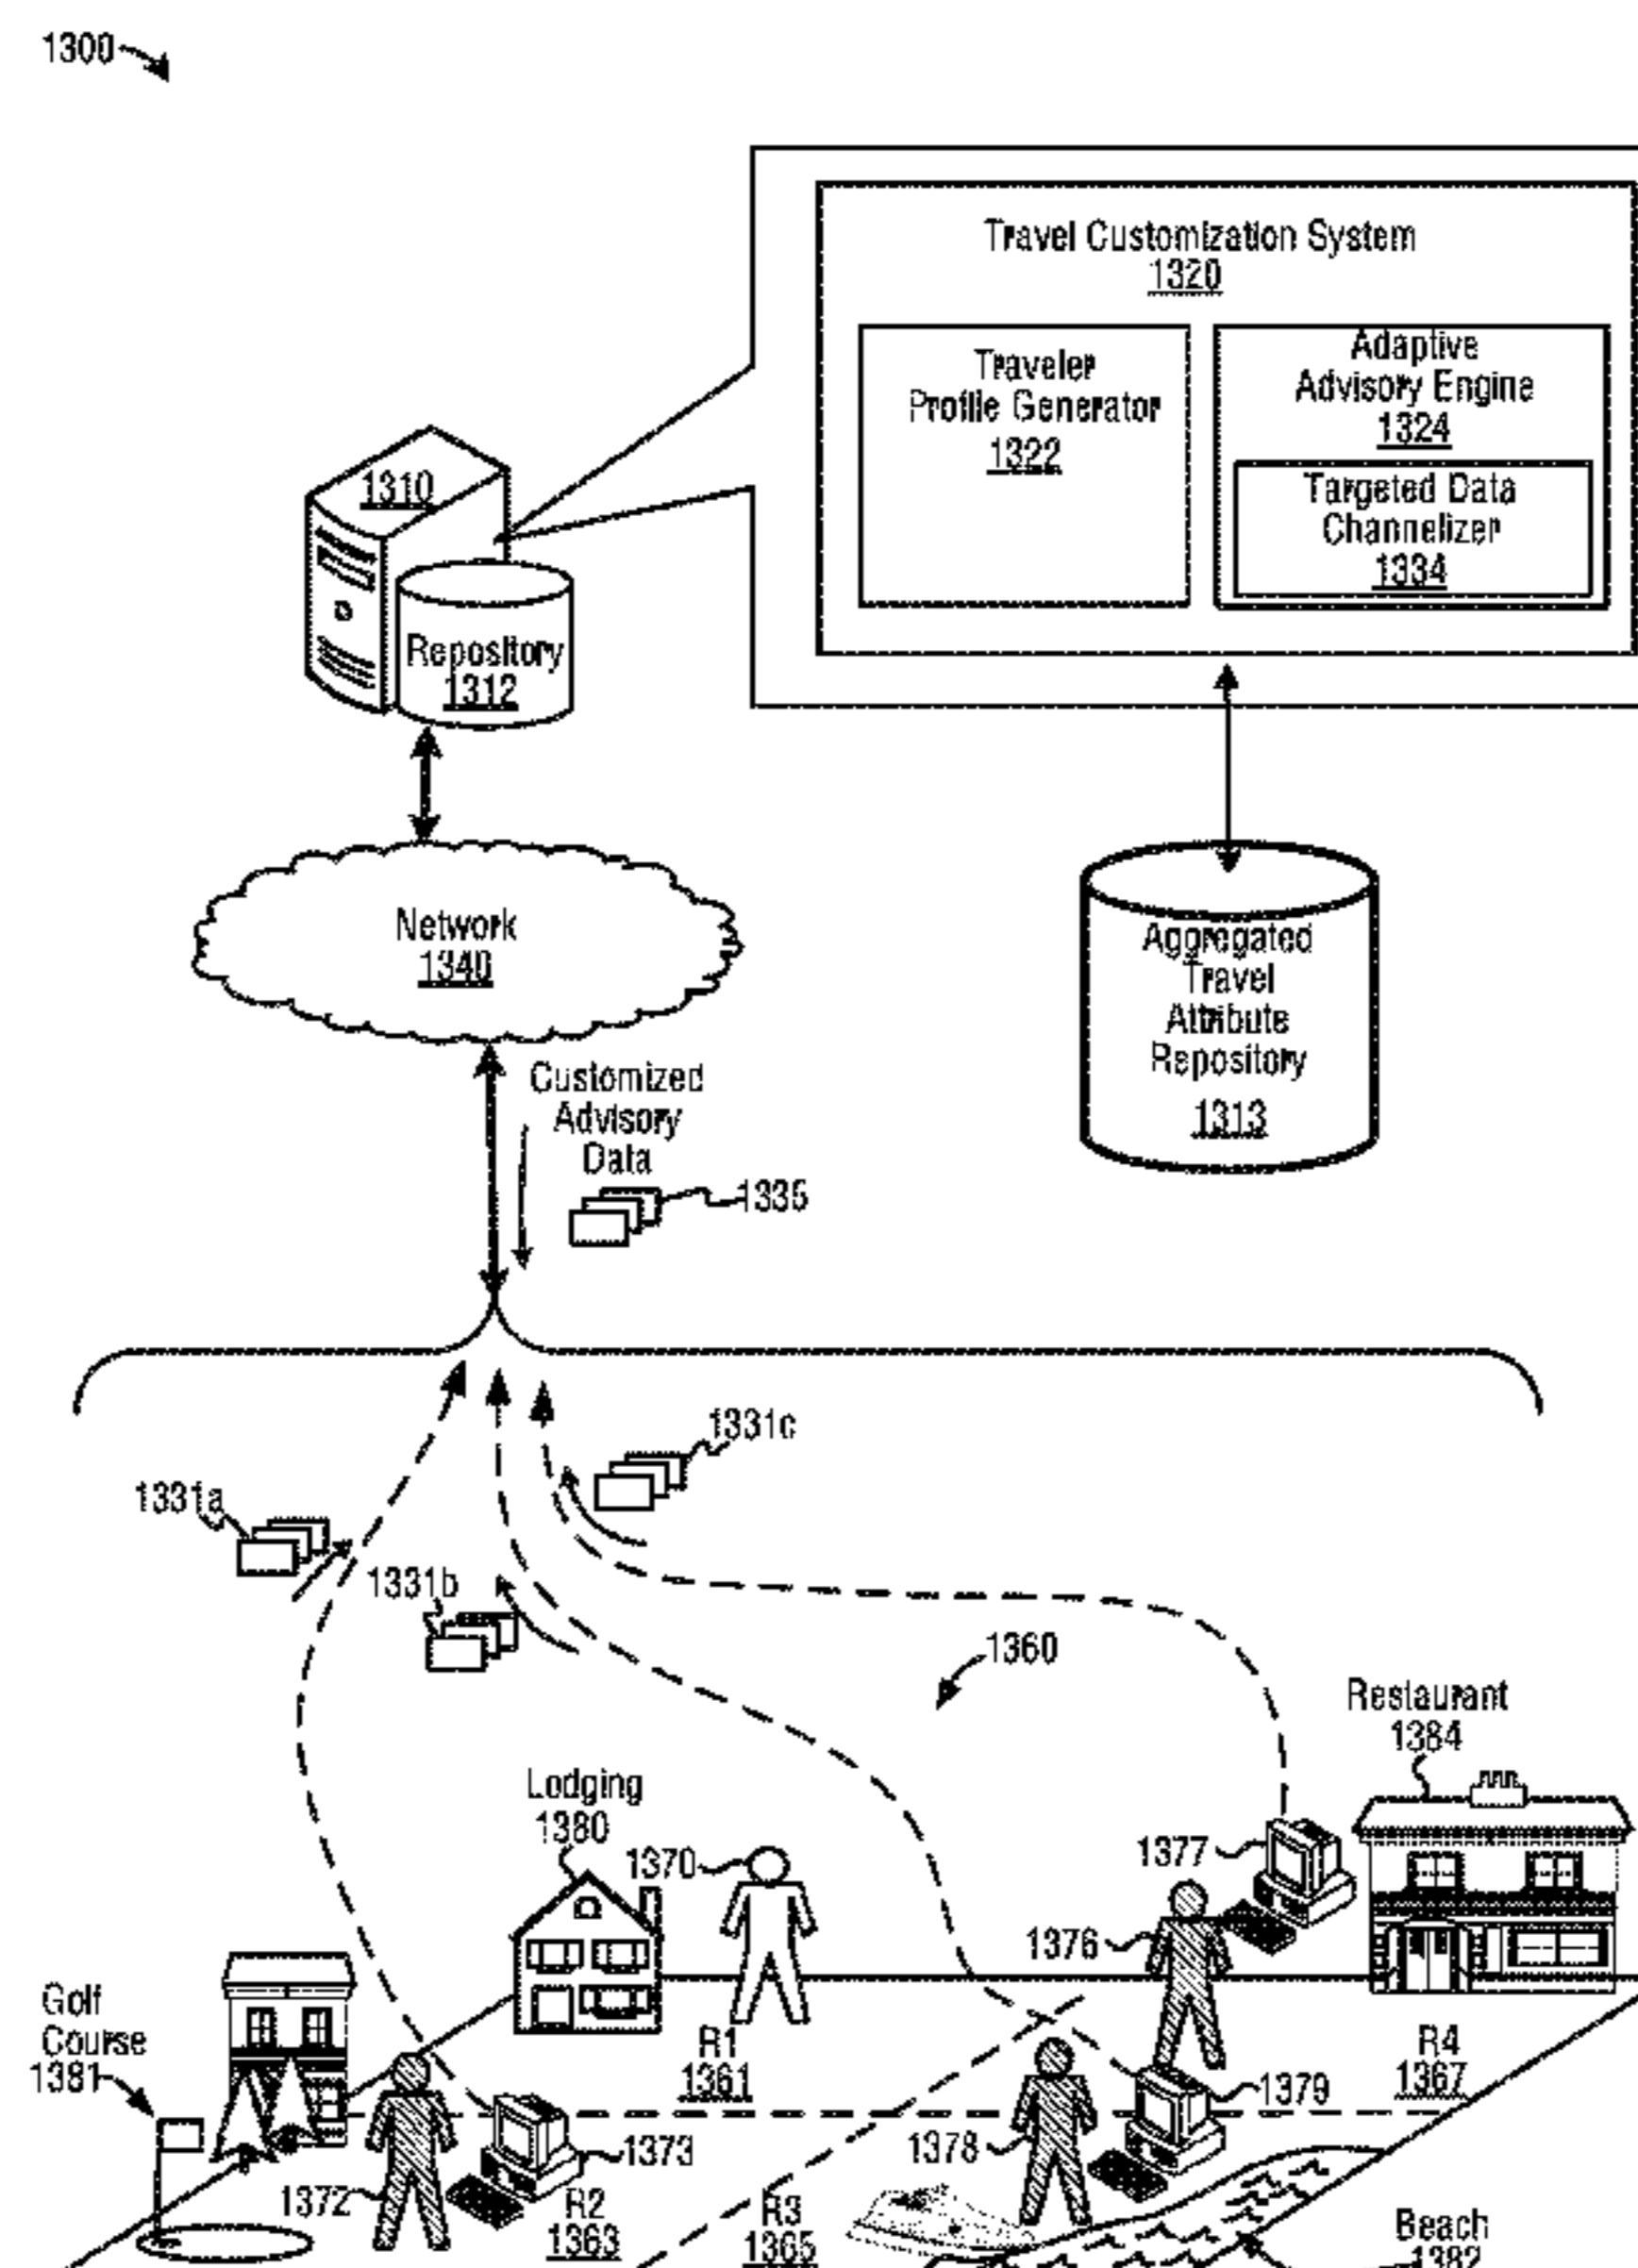 1300
Travel Customization System
1320
Traveler
Profile Generator
1322
Adaptive
Advisory Engine
1324
Targeted Data
Channelizer
1334
1310
Repository
1312
Network
1340
Aggregated
Travel
Attribute
Repository
1313
Customized
Advisory
Data
1335
1331c
1331a
1331b
1360
Restaurant
1384
Lodging
1380
1370
1377
1376
Golf
Course
1381
R1
1361
R4
1367
1379
1373
1378
1372
R2
1363
R3
1365
Beach
1382